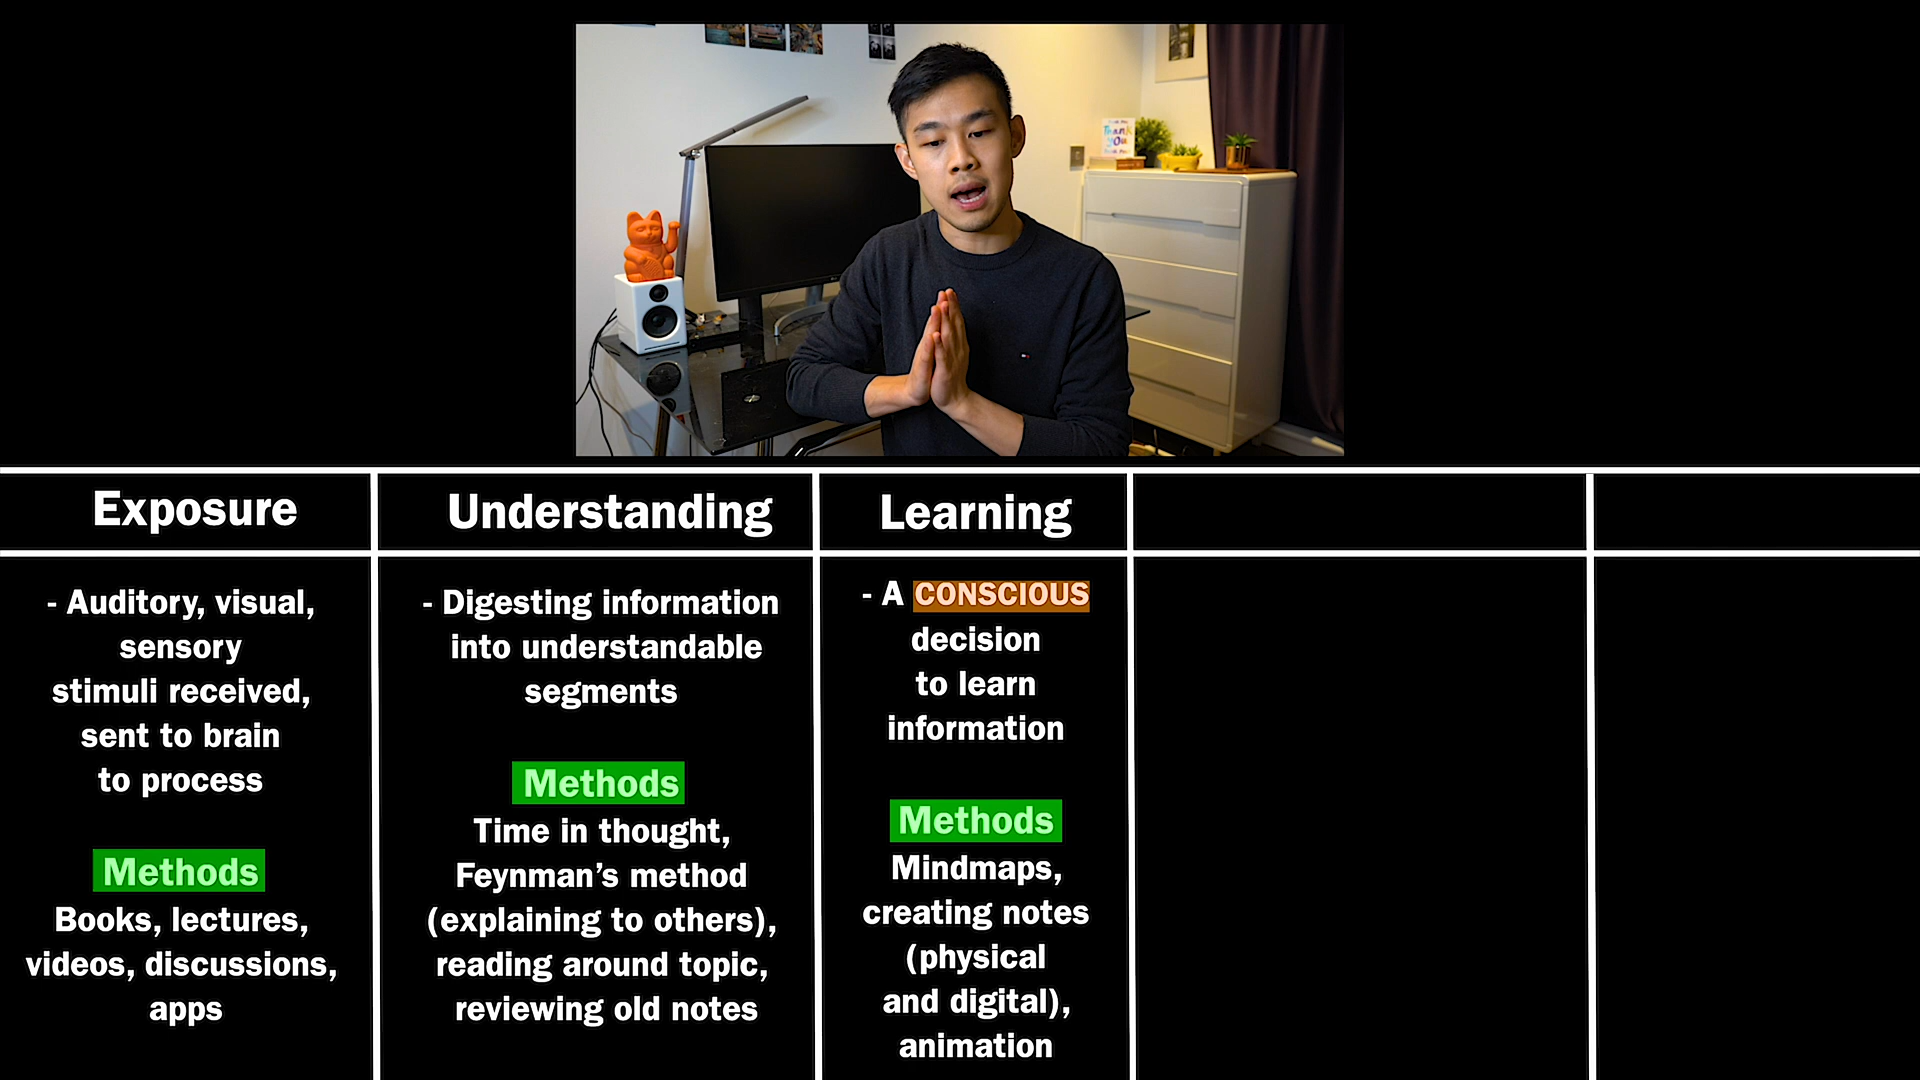 Thank
you
Exposure
- Auditory, visual,
sensory
stimuli received,
sent to brain
to process
Methods
Books, lectures,
videos, discussions,
apps
Understanding
- Digesting information
into understandable
segments
Methods
Time in thought,
Feynman’s method
(explaining to others),
reading around topic,
reviewing old notes
Learning
- A CONSCIOUS
decision
to learn
information
Methods
Mindmaps,
creating notes
(physical
and digital),
animation